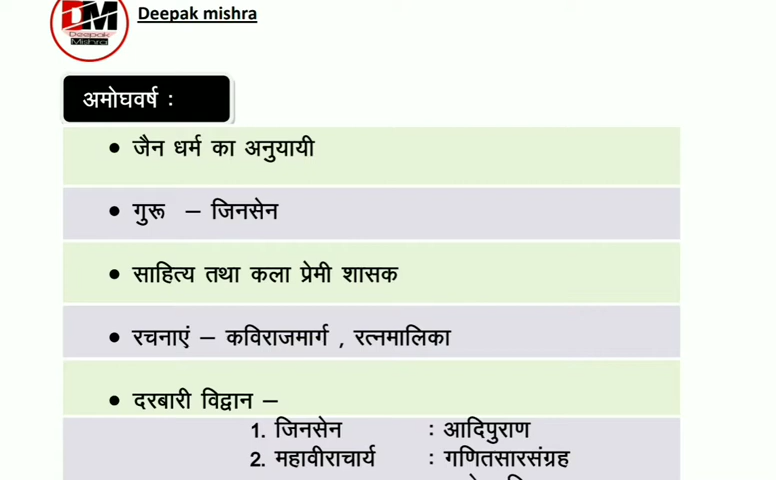 DM
Deepak
Mishra
Deepak mishra
अमोघवर्ष :
• जैन धर्म का अनुयायी
• गुरू – जिनसेन
• साहित्य तथा कला प्रेमी शासक
• रचनाएं – कविराजमार्ग , रत्नमालिका
• दरबारी विद्वान –
1. जिनसेन : आदिपुराण
2. महावीराचार्य : गणितसारसंग्रह